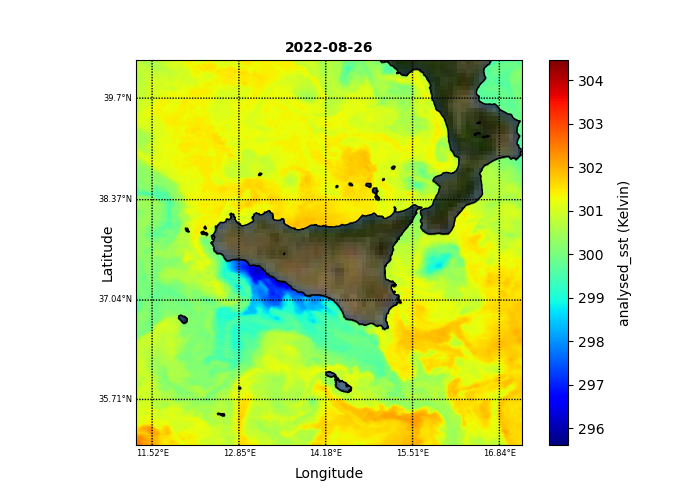 2022-08-26
39.7°N
38.37°N
37.04°N
35.71°N
Latitude
11.52°E 12.85°E 14.18°E 15.51°E 16.84°E
Longitude
304
303
302
301
300
299
298
297
296
analysed_sst (Kelvin)